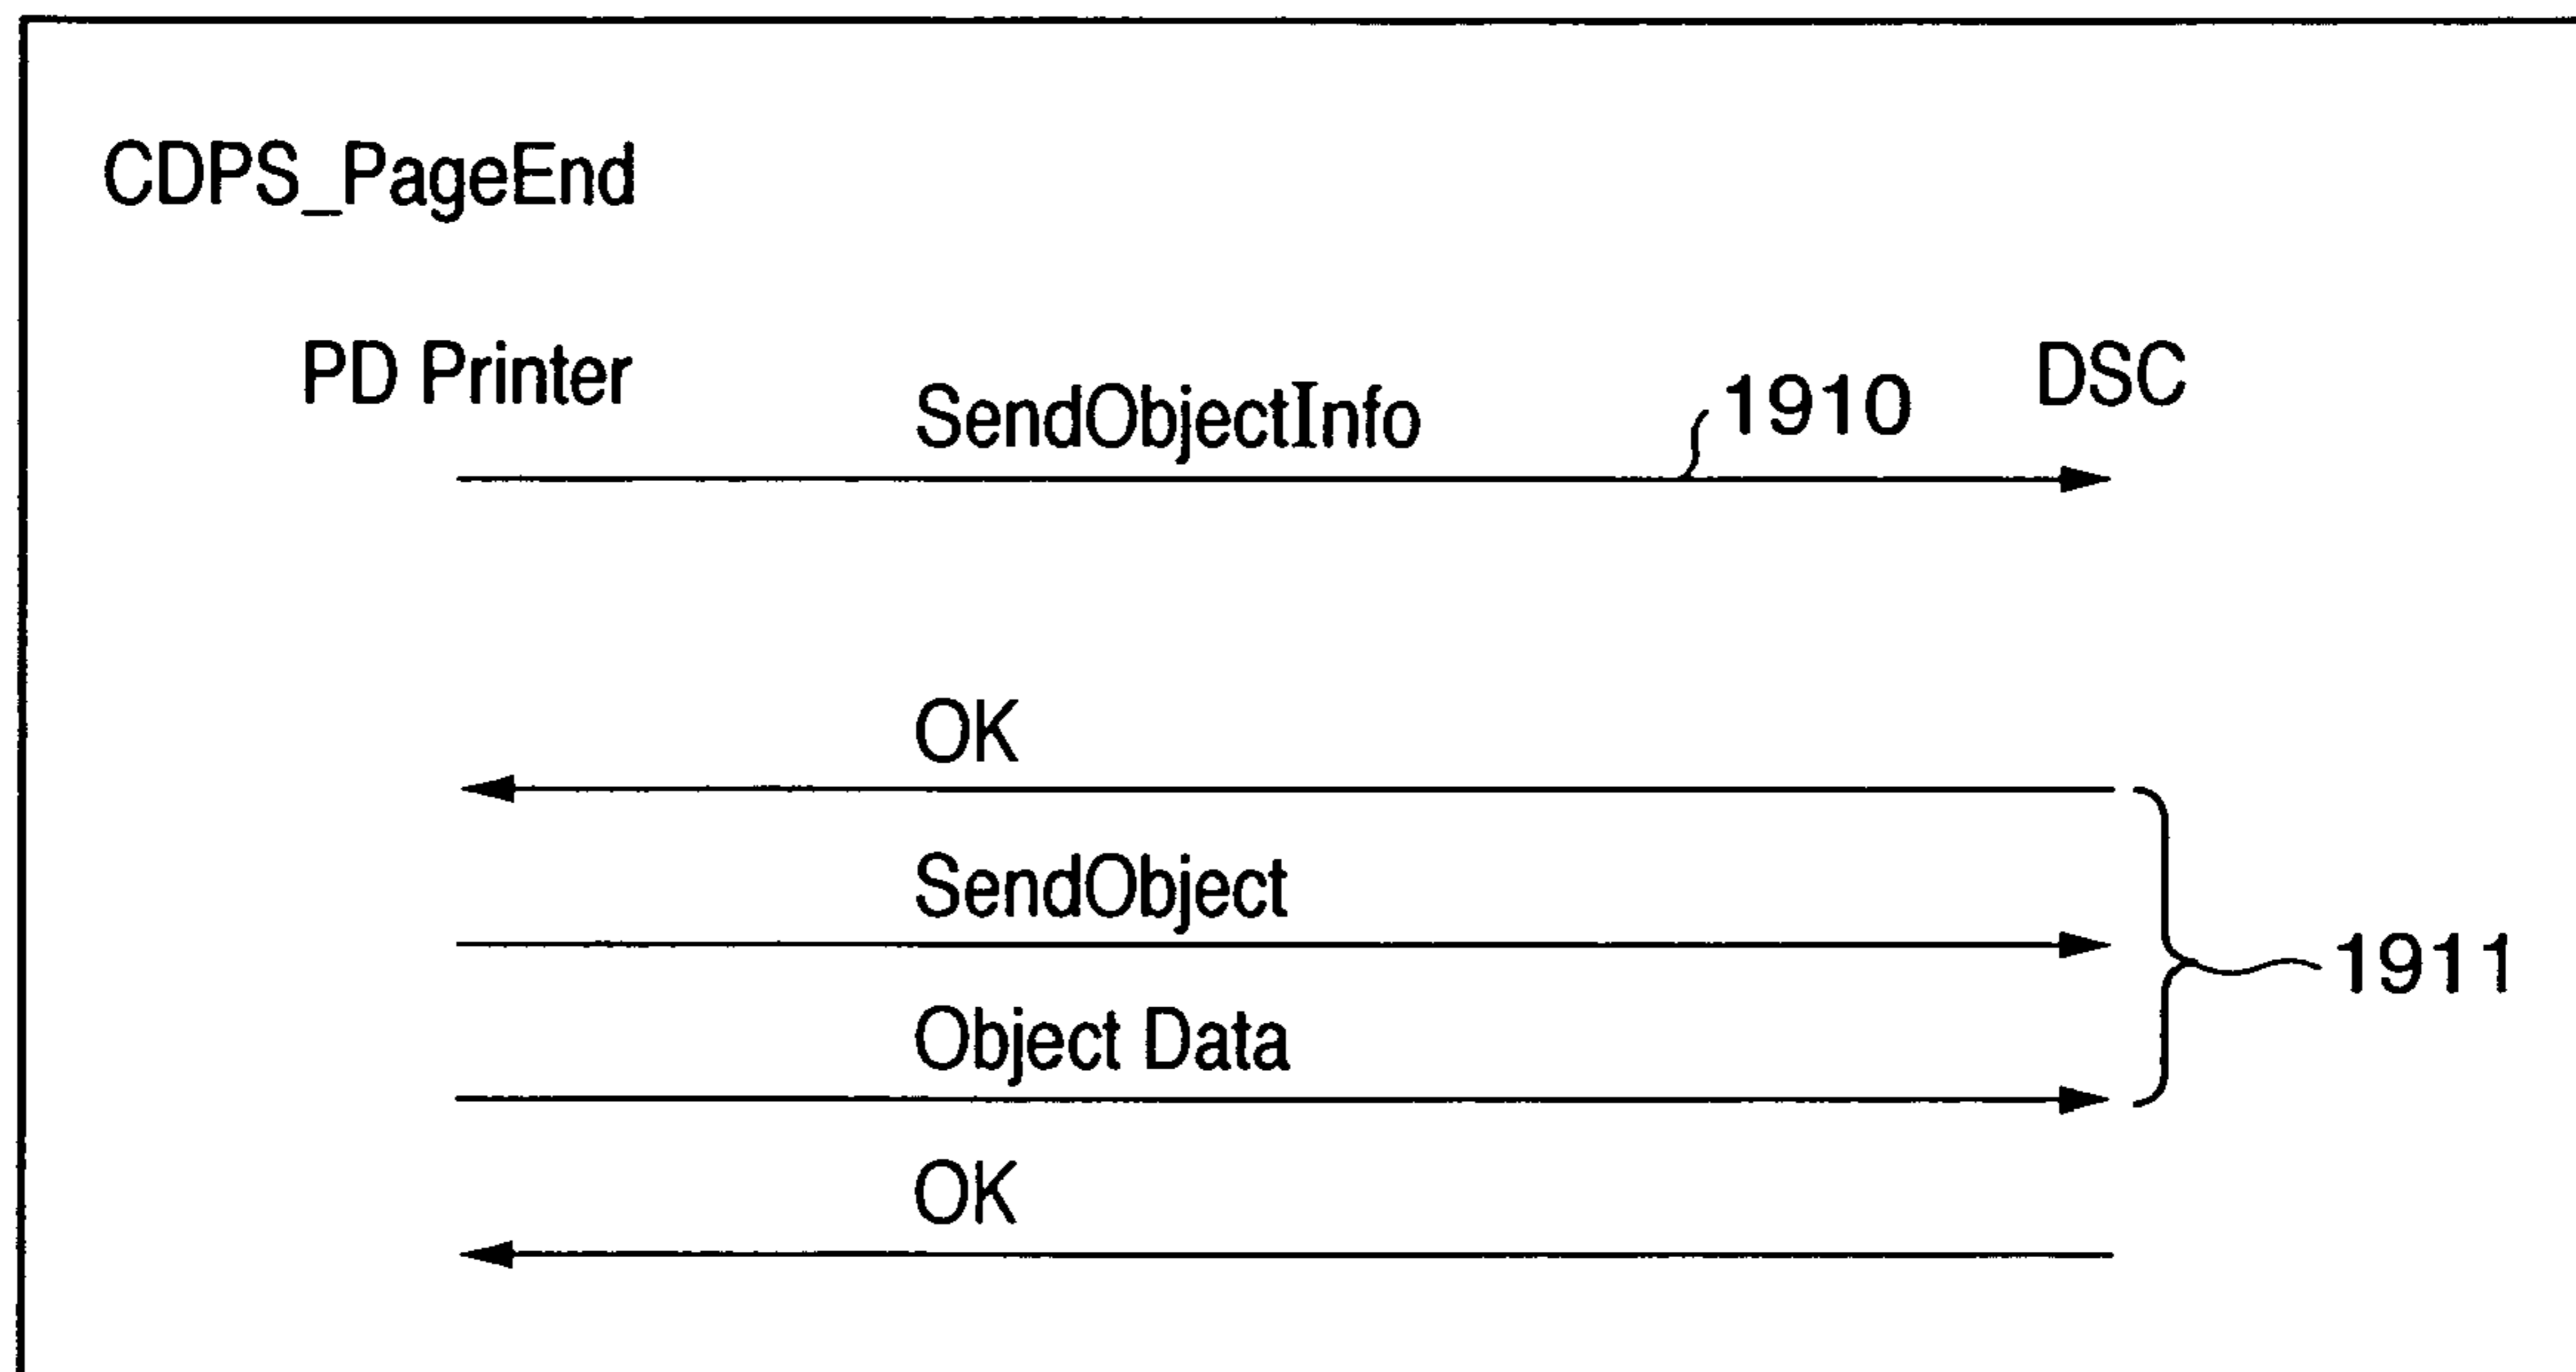 CDPS_PageEnd
PD Printer
DSC
SendObjectInfo
1910
OK
SendObject
1911
Object Data
OK